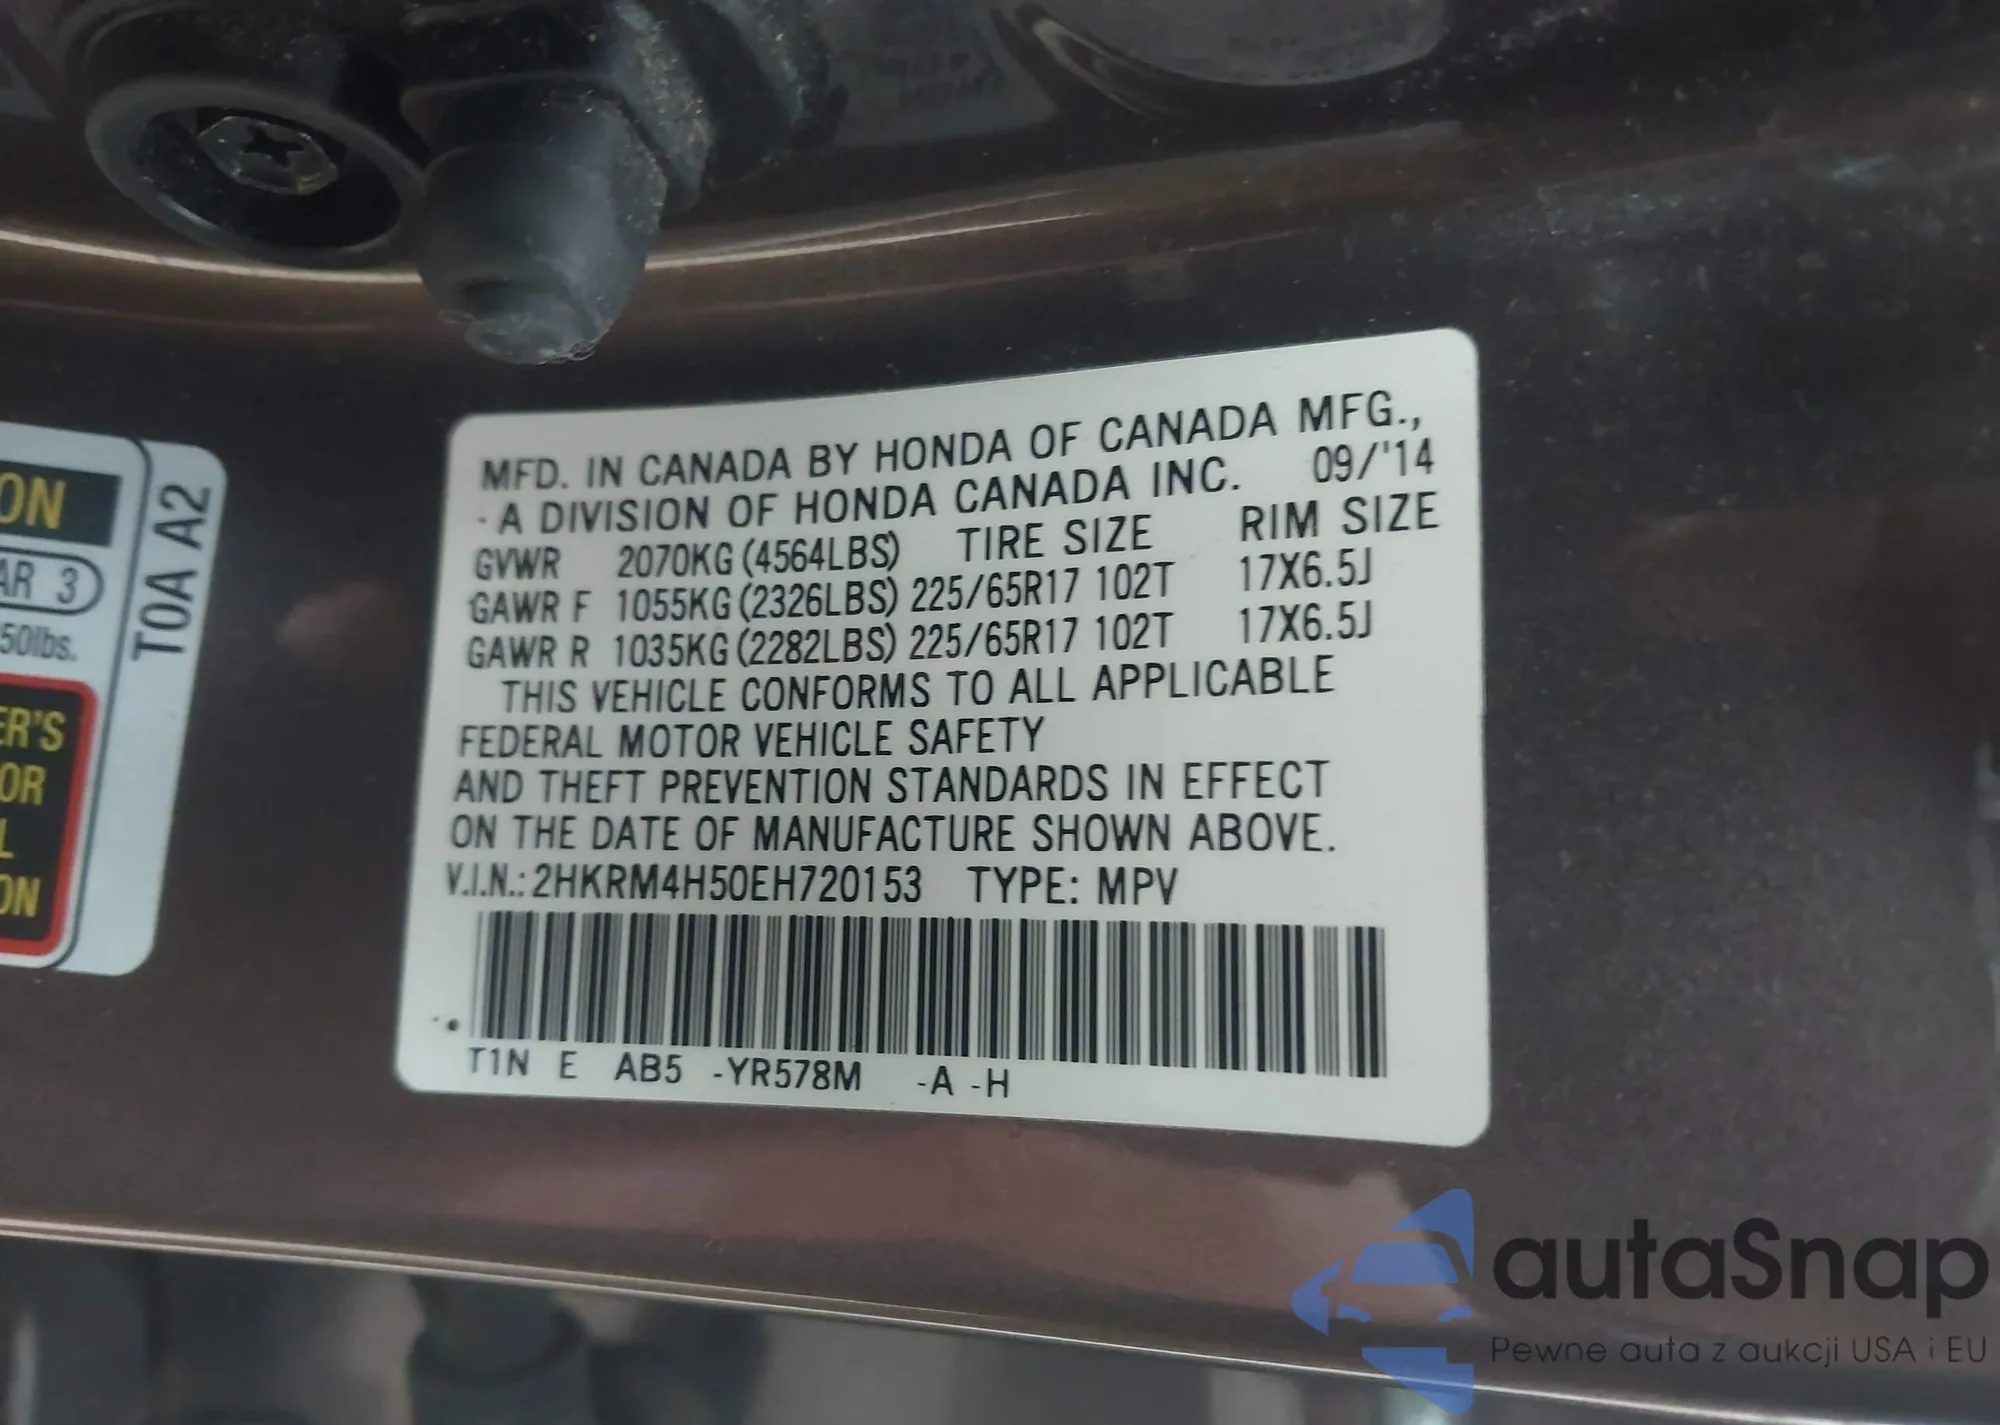 MFD. IN CANADA BY HONDA OF CANADA MFG.,
A DIVISION OF HONDA CANADA INC. 09/'14
GVWR 2070KG (4564LBS) TIRE SIZE RIM SIZE
GAWR F 1055KG (2326LBS) 225/65R17 102T 17X6.5J
GAWR R 1035KG (2282LBS) 225/65R17 102T 17X6.5J
THIS VEHICLE CONFORMS TO ALL APPLICABLE
FEDERAL MOTOR VEHICLE SAFETY
AND THEFT PREVENTION STANDARDS IN EFFECT
ON THE DATE OF MANUFACTURE SHOWN ABOVE.
V.I.N.: 2HKRM4H50EH720153 TYPE: MPV
T1N E AB5 -YR578M -A -H
T0A A2
ON
AR 3
50lbs.
ER'S
OR
L
ON
autaSnap
Pewne auta z aukcji USA i EU